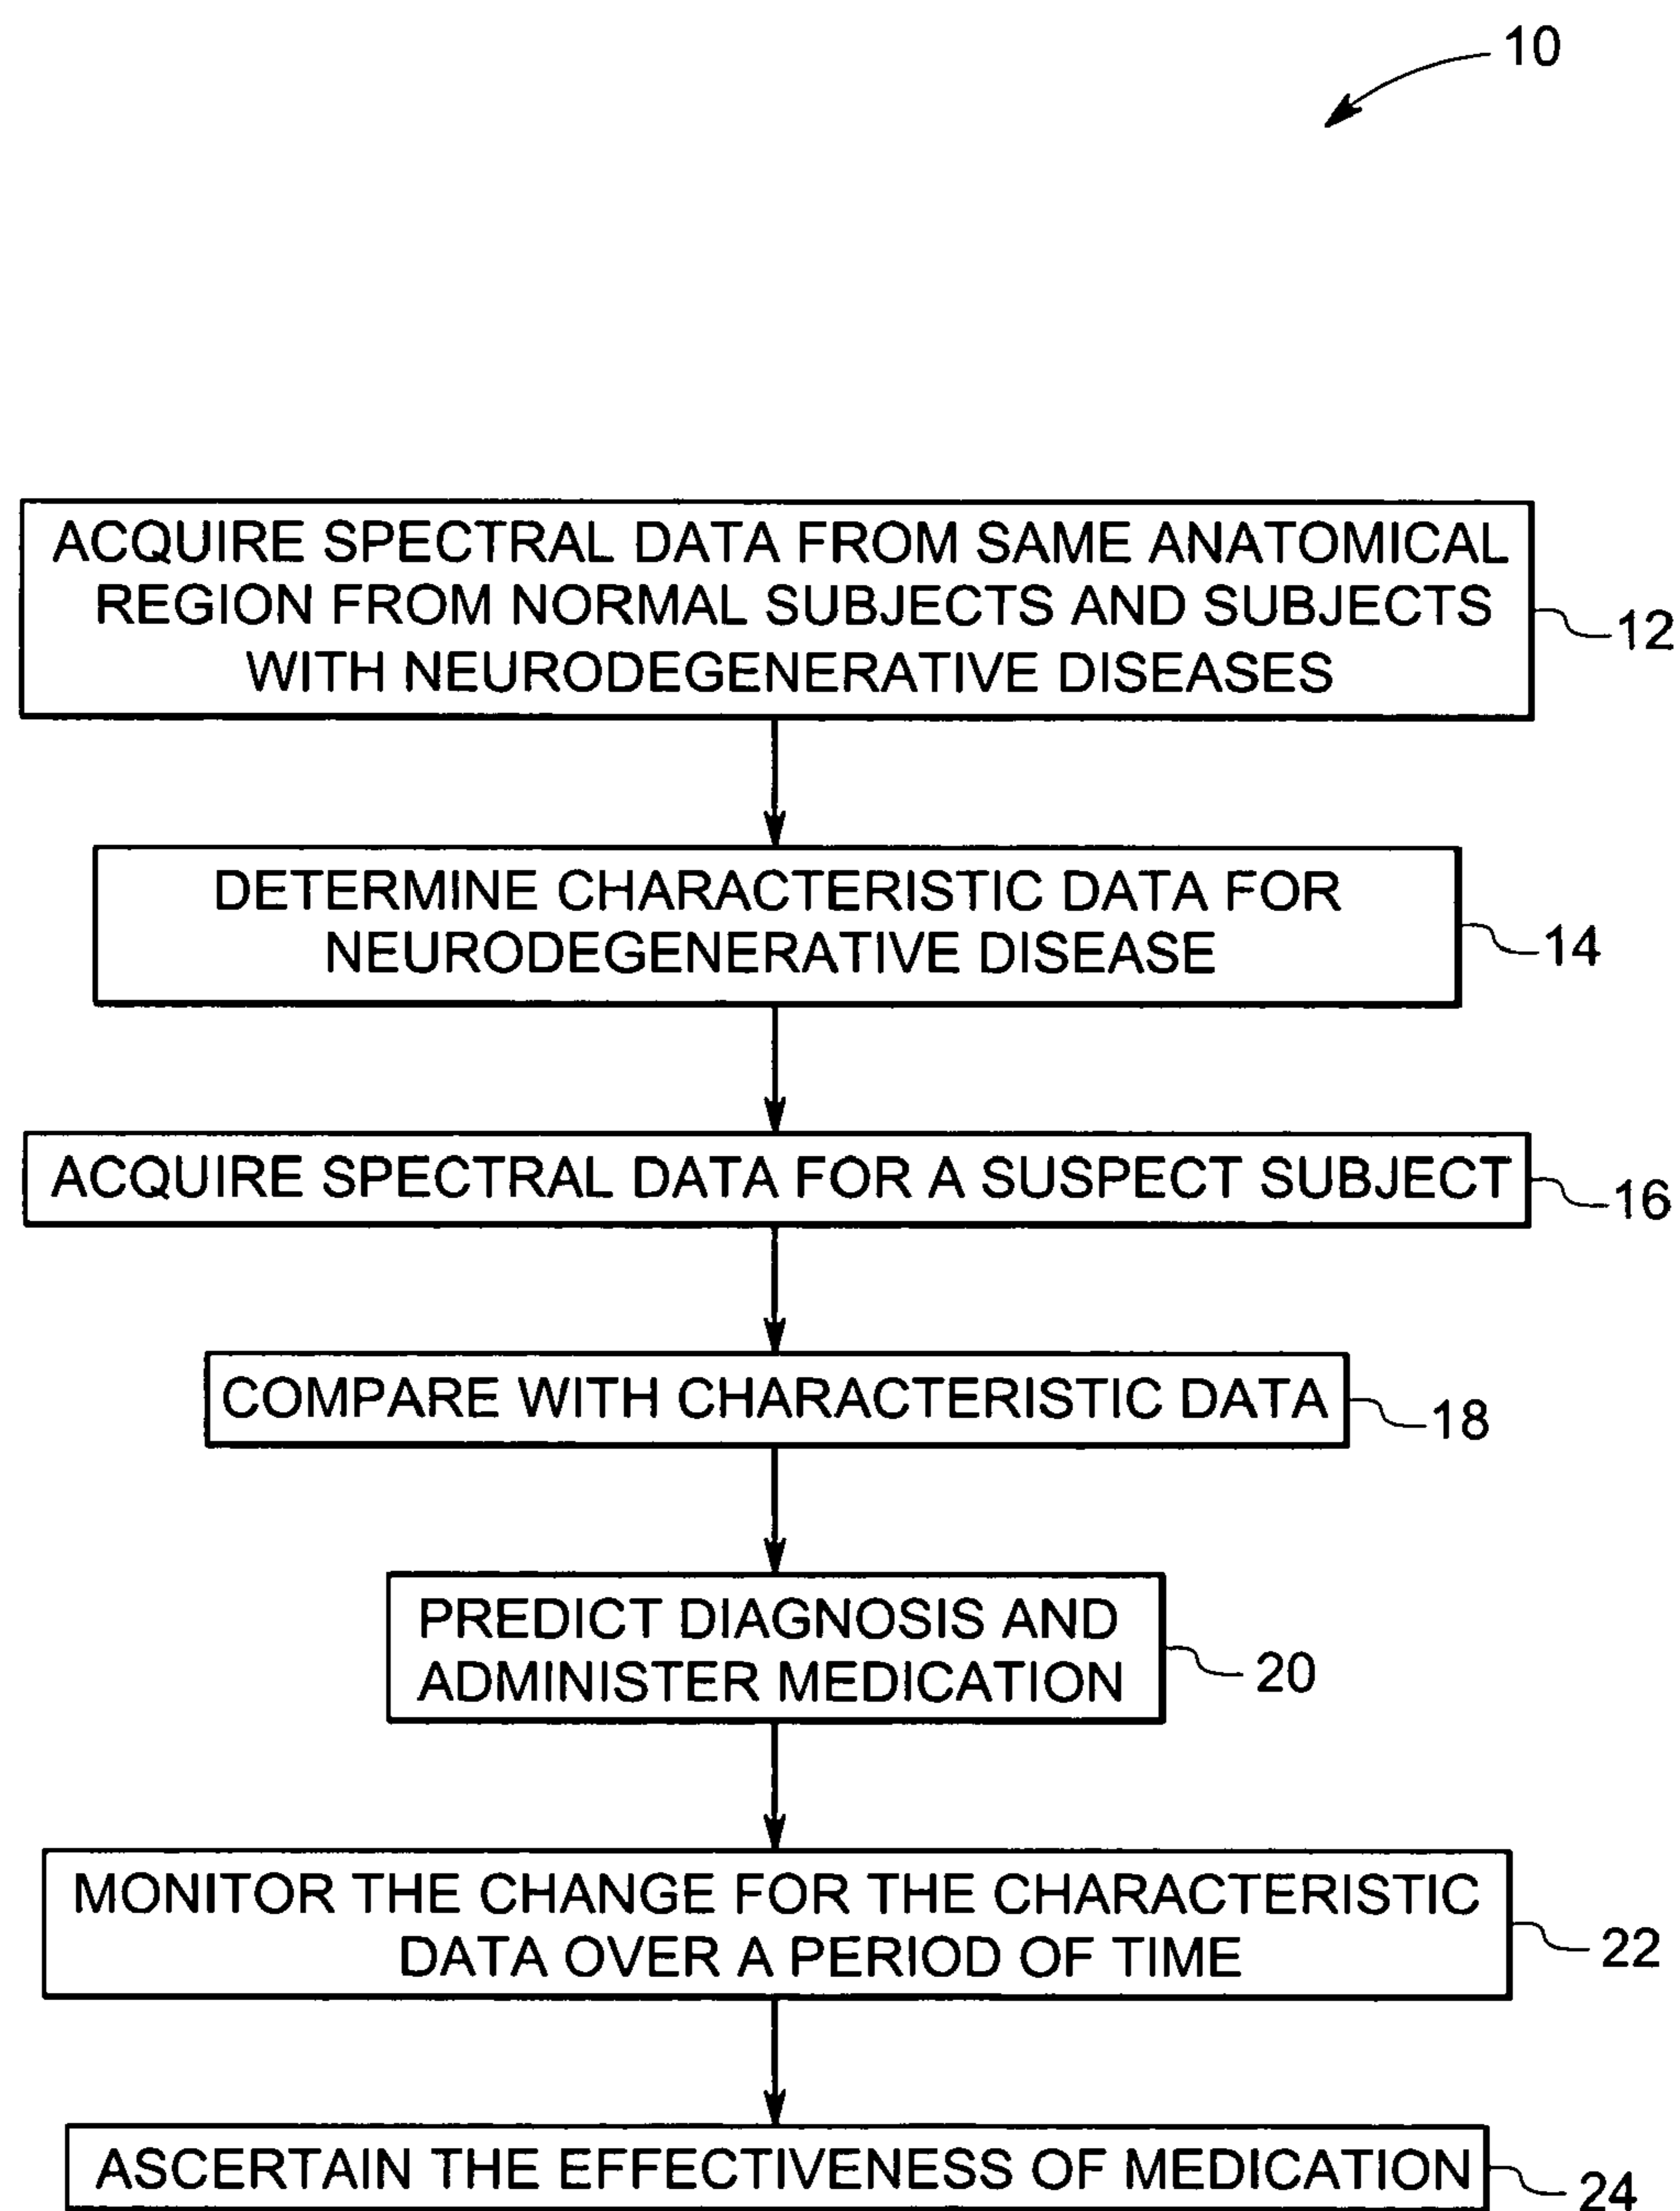 10
ACQUIRE SPECTRAL DATA FROM SAME ANATOMICAL
REGION FROM NORMAL SUBJECTS AND SUBJECTS
WITH NEURODEGENERATIVE DISEASES
12
DETERMINE CHARACTERISTIC DATA FOR
NEURODEGENERATIVE DISEASE
14
ACQUIRE SPECTRAL DATA FOR A SUSPECT SUBJECT
16
COMPARE WITH CHARACTERISTIC DATA
18
PREDICT DIAGNOSIS AND
ADMINISTER MEDICATION
20
MONITOR THE CHANGE FOR THE CHARACTERISTIC
DATA OVER A PERIOD OF TIME
22
ASCERTAIN THE EFFECTIVENESS OF MEDICATION
24